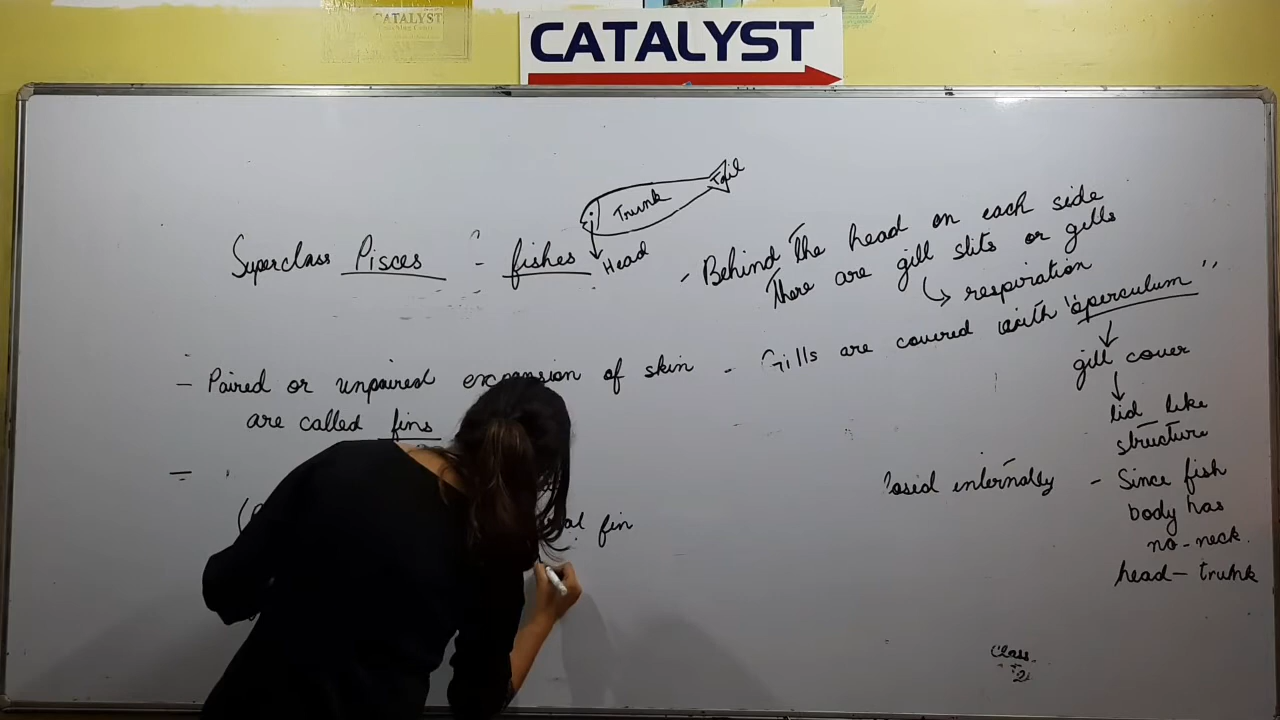 CATALYST
CATALYST
Tail
Trunk
Head
Superclass Pisces - fishes
- Behind the head on each side
There are gill slits or gills
respiration
- Paired or unpaired expansion of skin
are called fins
- Gills are covered with "operculum"
gill cover
lid like
structure
internally
- Since fish
body has
no-neck.
head - trunk
fin
Class